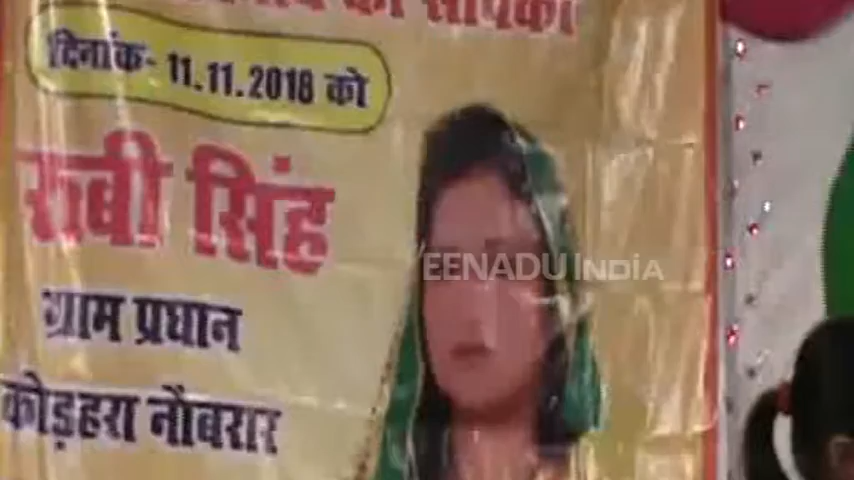 दिनांक- 11.11.2018 को
रुबी सिंह
ग्राम प्रधान
कोड़हरा नौबरार
EENADU INDIA